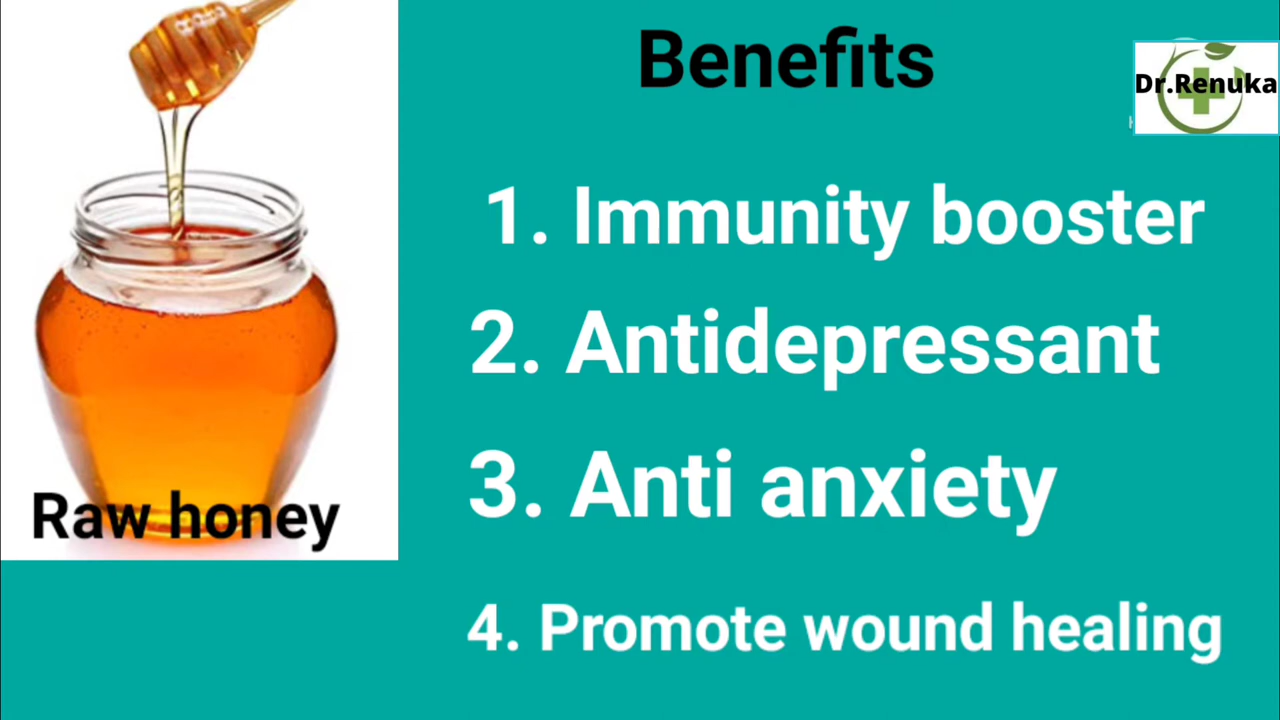 Benefits
Dr.Renuka
1. Immunity booster
2. Antidepressant
3. Anti anxiety
4. Promote wound healing
Raw honey